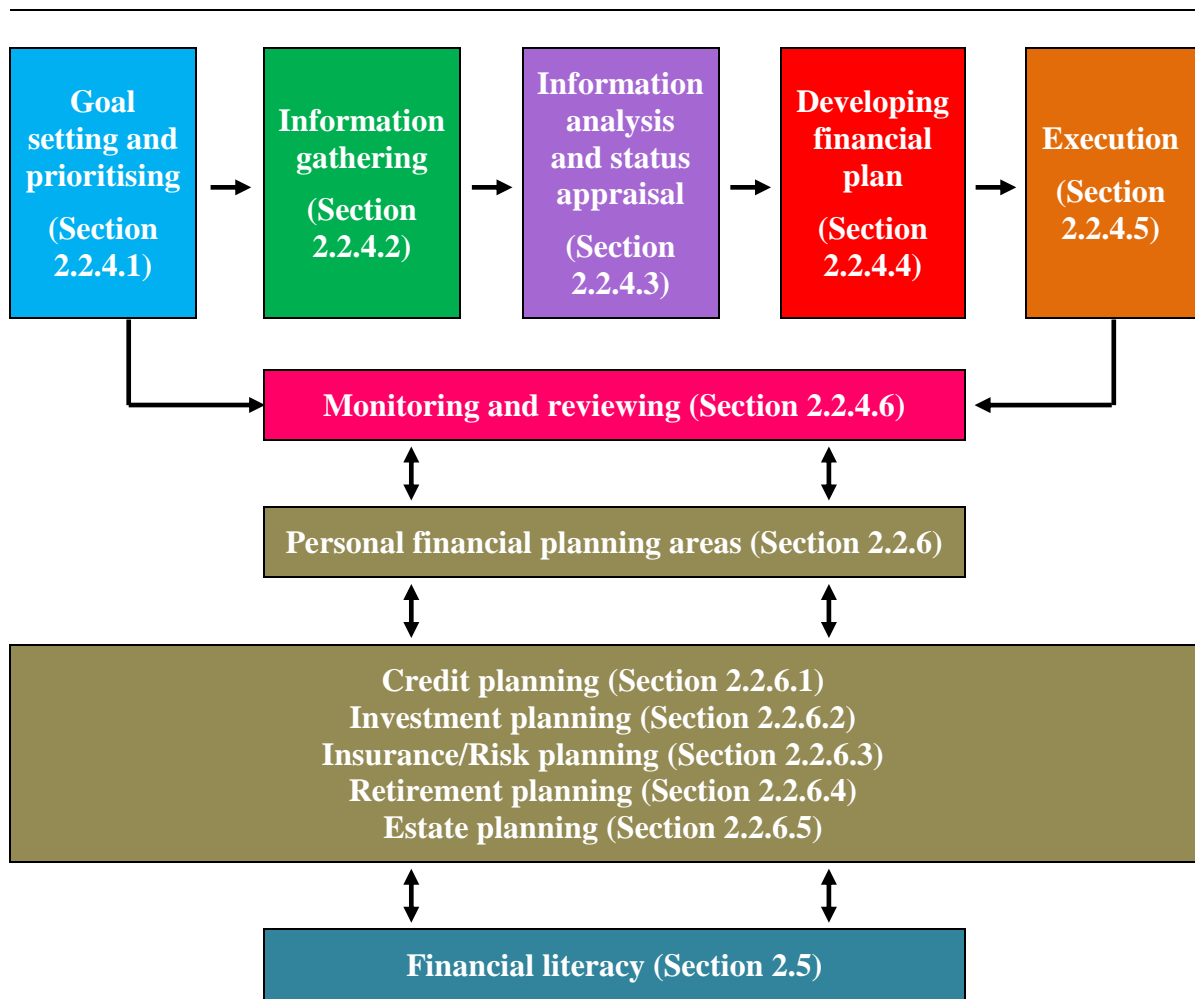 Goal
setting and
prioritising
(Section
2.2.4.1)
Information
gathering
(Section
2.2.4.2)
Information
analysis
and status
appraisal
(Section
2.2.4.3)
Developing
financial
plan
(Section
2.2.4.4)
Execution
(Section
2.2.4.5)
Monitoring and reviewing (Section 2.2.4.6)
Personal financial planning areas (Section 2.2.6)
Credit planning (Section 2.2.6.1)
Investment planning (Section 2.2.6.2)
Insurance/Risk planning (Section 2.2.6.3)
Retirement planning (Section 2.2.6.4)
Estate planning (Section 2.2.6.5)
Financial literacy (Section 2.5)